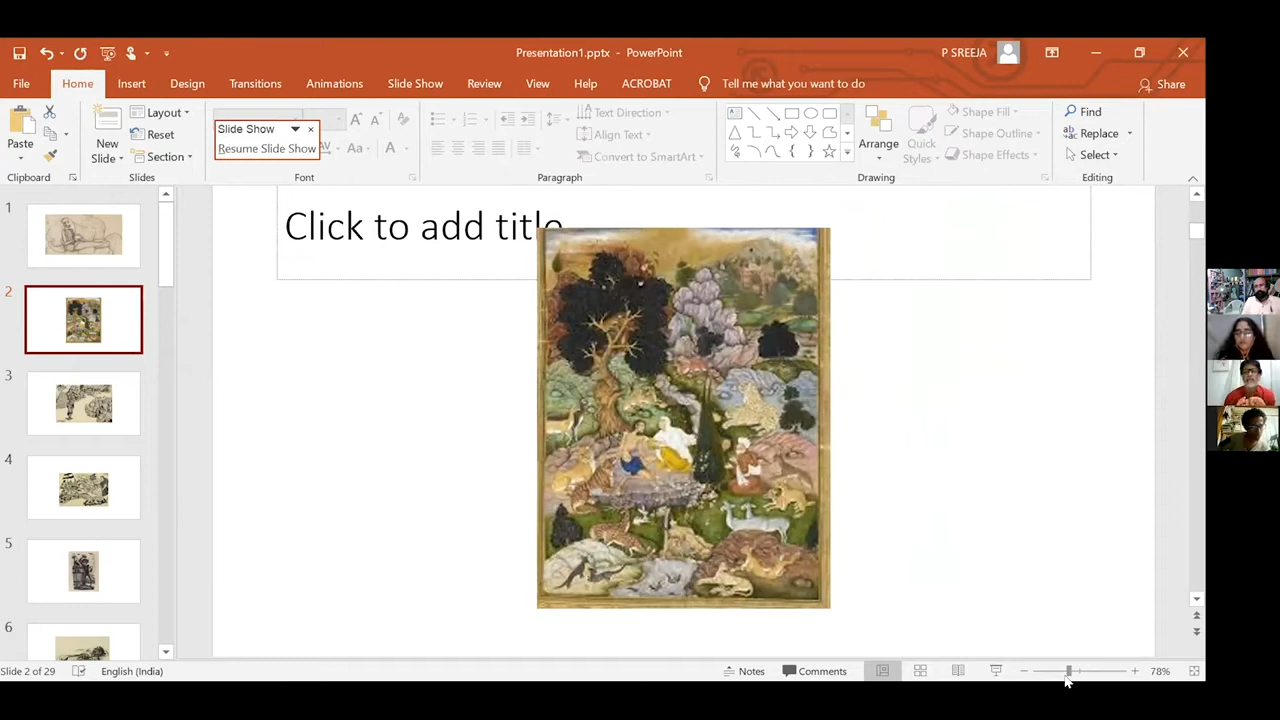 Presentation1.pptx - PowerPoint
P SREEJA
File Home Insert Design Transitions Animations Slide Show Review View Help ACROBAT Tell me what you want to do Share
Paste
New Slide
Layout
Reset
Section
Slide Show
Resume Slide Show
Aa
A
Text Direction
Align Text
Convert to SmartArt
Arrange
Quick Styles
Shape Fill
Shape Outline
Shape Effects
Find
Replace
Select
Clipboard Slides Font Paragraph Drawing Editing
1
2
3
4
5
6
Click to add title
Slide 2 of 29 English (India) Notes Comments 78%